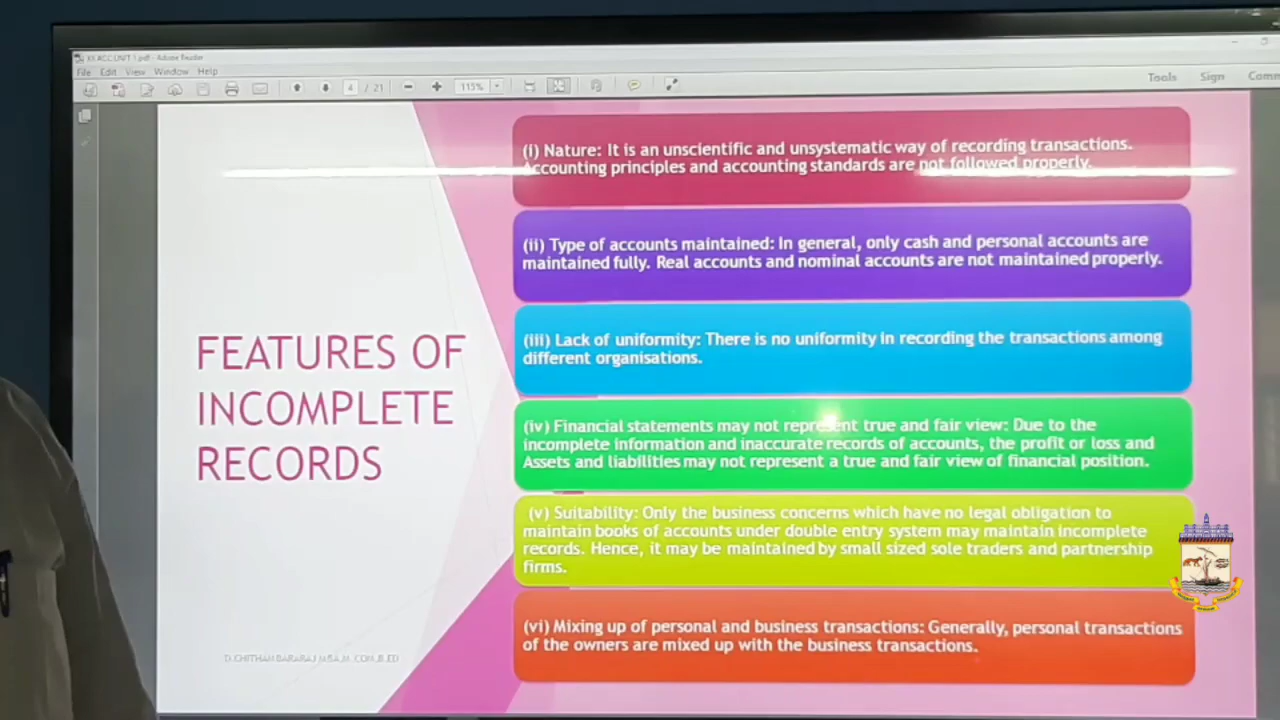 XII ACC UNIT 1.pdf - Adobe Reader
File Edit View Window Help
4 / 21
115%
Tools Sign
(i) Nature: It is an unscientific and unsystematic way of recording transactions.
Accounting principles and accounting standards are not followed properly.
(ii) Type of accounts maintained: In general, only cash and personal accounts are
maintained fully. Real accounts and nominal accounts are not maintained properly.
(iii) Lack of uniformity: There is no uniformity in recording the transactions among
different organisations.
FEATURES OF
INCOMPLETE
RECORDS
(iv) Financial statements may not represent true and fair view: Due to the
incomplete information and inaccurate records of accounts, the profit or loss and
Assets and liabilities may not represent a true and fair view of financial position.
(v) Suitability: Only the business concerns which have no legal obligation to
maintain books of accounts under double entry system may maintain incomplete
records. Hence, it may be maintained by small sized sole traders and partnership
firms.
(vi) Mixing up of personal and business transactions: Generally, personal transactions
of the owners are mixed up with the business transactions.